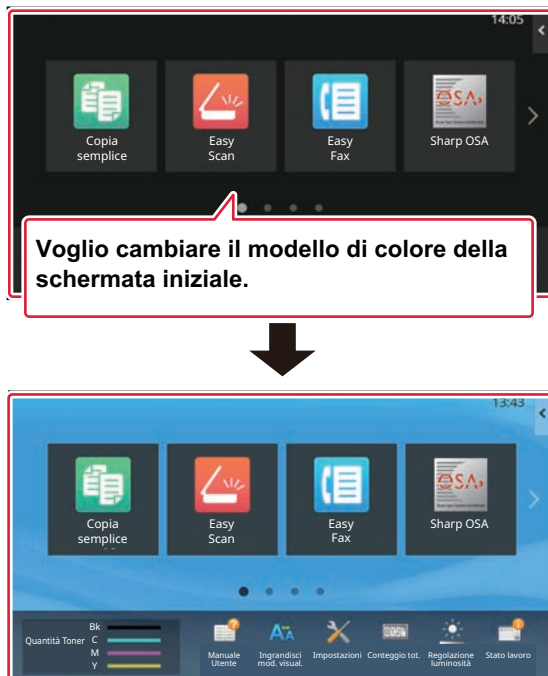 14:05
Copia
semplice
Easy
Scan
Easy
Fax
Sharp OSA
Voglio cambiare il modello di colore della
schermata iniziale.
13:43
Copia
semplice
Easy
Scan
Easy
Fax
Sharp OSA
Bk
Quantità Toner C
M
Y
Manuale
Utente
Ingrandisci
mod. visual.
Impostazioni
Conteggio tot.
Regolazione
luminosità
Stato lavoro